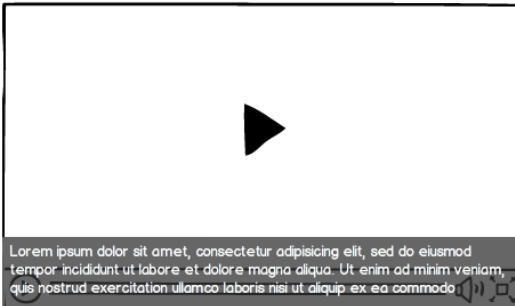 Lorem ipsum dolor sit amet, consectetur adipisicing elit, sed do eiusmod
tempor incididunt ut labore et dolore magna aliqua. Ut enim ad minim veniam,
quis nostrud exercitation ullamco laboris nisi ut aliquip ex ea commodo